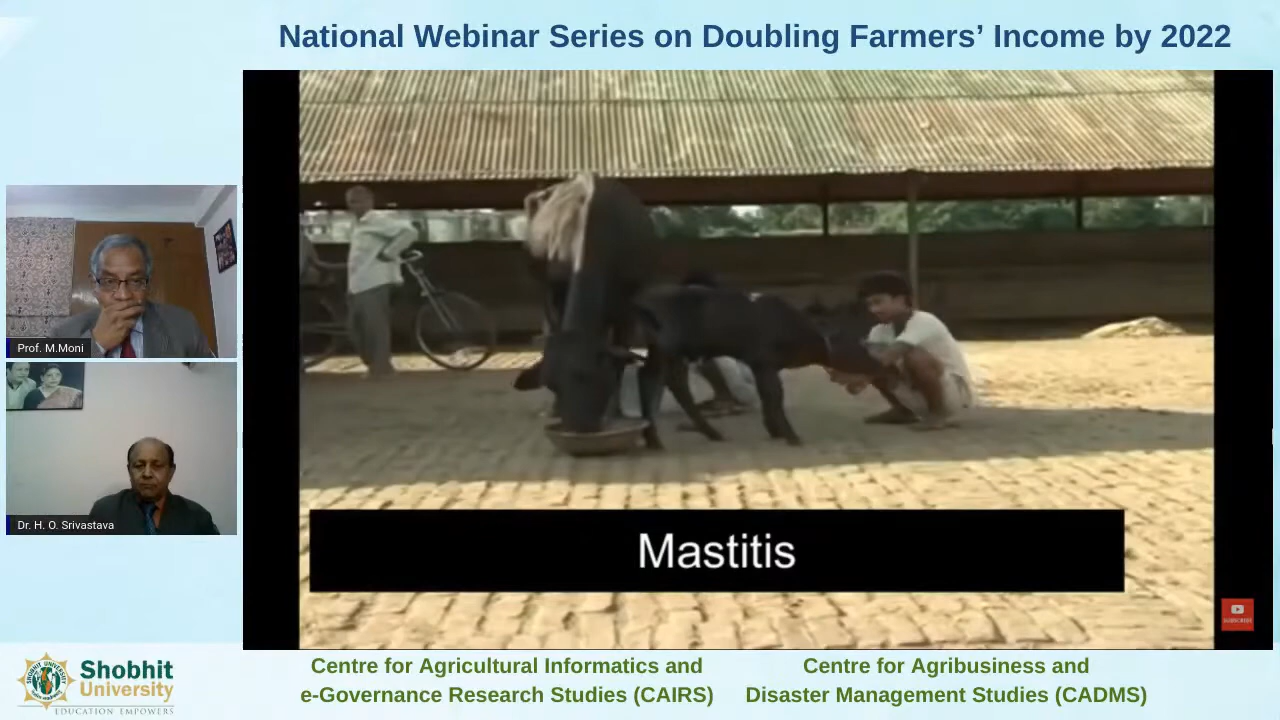 National Webinar Series on Doubling Farmers’ Income by 2022
Prof. M.Moni
Dr. H. O. Srivastava
Mastitis
SUBSCRIBE
Shobhit
University
EDUCATION EMPOWERS
Centre for Agricultural Informatics and
e-Governance Research Studies (CAIRS)
Centre for Agribusiness and
Disaster Management Studies (CADMS)